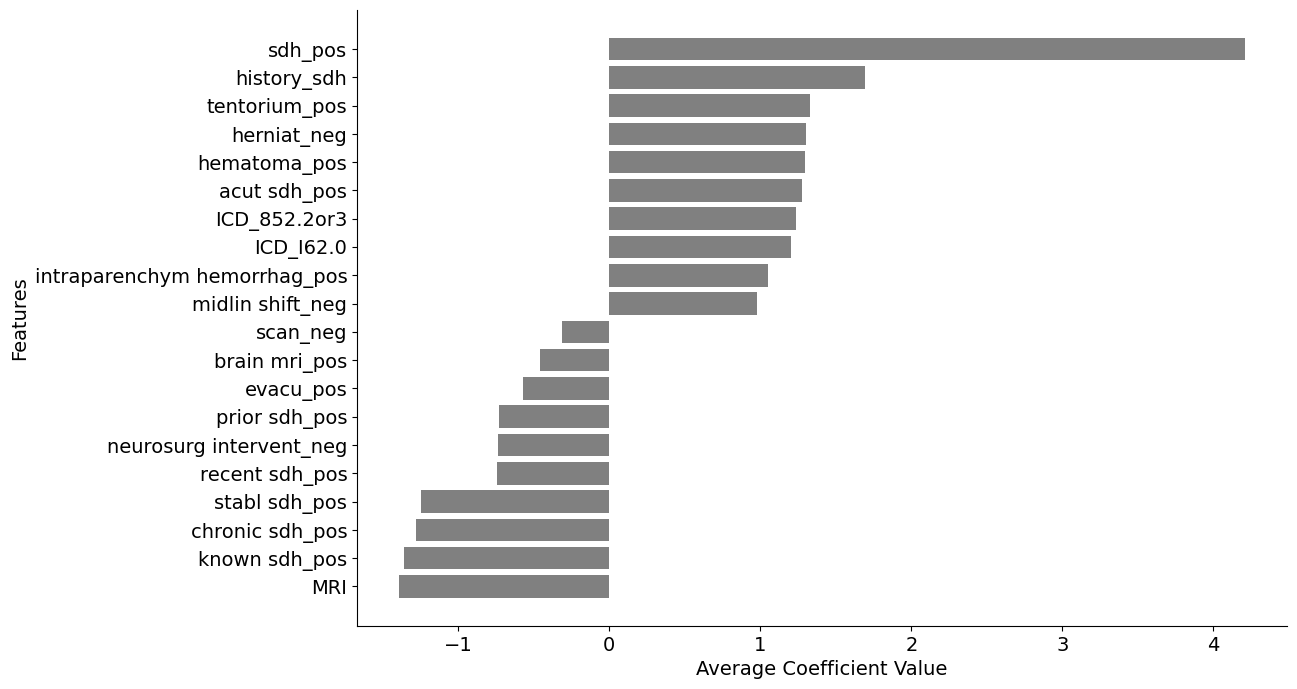 sdh_pos
history_sdh
tentorium_pos
herniat_neg
hematoma_pos
acut sdh_pos
ICD_852.2or3
ICD_I62.0
intraparenchym hemorrhag_pos
midlin shift_neg
scan_neg
brain mri_pos
evacu_pos
prior sdh_pos
neurosurg intervent_neg
recent sdh_pos
stabl sdh_pos
chronic sdh_pos
known sdh_pos
MRI
Features
−1 0 1 2 3 4
Average Coefficient Value